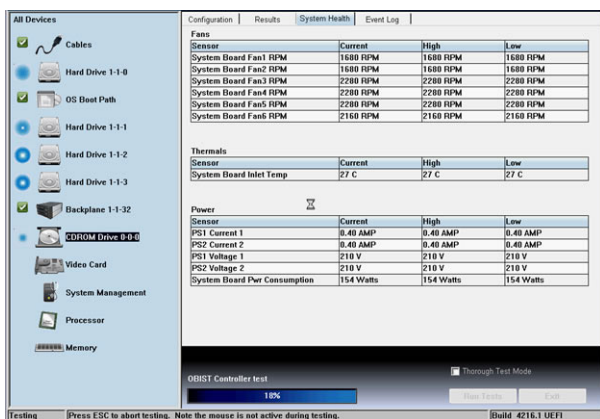 All Devices
Cables
Hard Drive 1-1-0
OS Boot Path
Hard Drive 1-1-1
Hard Drive 1-1-2
Hard Drive 1-1-3
Backplane 1-1-32
CDROM Drive 0-0-0
Video Card
System Management
Processor
Memory
Configuration | Results System Health Event Log |
Fans
Sensor Current High Low
System Board Fan1 RPM 1680 RPM 1680 RPM 1680 RPM
System Board Fan2 RPM 1680 RPM 1680 RPM 1680 RPM
System Board Fan3 RPM 2280 RPM 2280 RPM 2280 RPM
System Board Fan4 RPM 2280 RPM 2280 RPM 2280 RPM
System Board Fan5 RPM 2280 RPM 2280 RPM 2280 RPM
System Board Fan6 RPM 2160 RPM 2160 RPM 2160 RPM
Thermals
Sensor Current High Low
System Board Inlet Temp 27 C 27 C 27 C
Power
Sensor Current High Low
PS1 Current 1 0.40 AMP 0.40 AMP 0.40 AMP
PS2 Current 2 0.40 AMP 0.40 AMP 0.40 AMP
PS1 Voltage 1 210 V 210 V 210 V
PS2 Voltage 2 210 V 210 V 210 V
System Board Pwr Consumption 154 Watts 154 Watts 154 Watts
OBIST Controller test
18%
Thorough Test Mode
Run Tests Exit
Testing Press ESC to abort testing. Note the mouse is not active during testing. Build 4216.1 UEFI